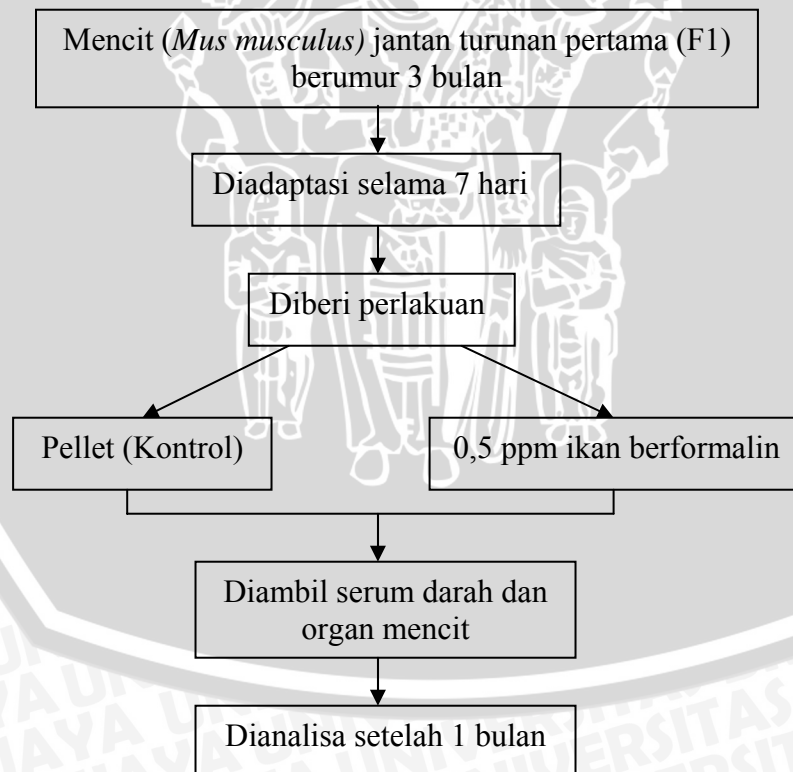 Mencit (Mus musculus) jantan turunan pertama (F1)
berumur 3 bulan
Diadaptasi selama 7 hari
Diberi perlakuan
Pellet (Kontrol)
0,5 ppm ikan berformalin
Diambil serum darah dan
organ mencit
Dianalisa setelah 1 bulan